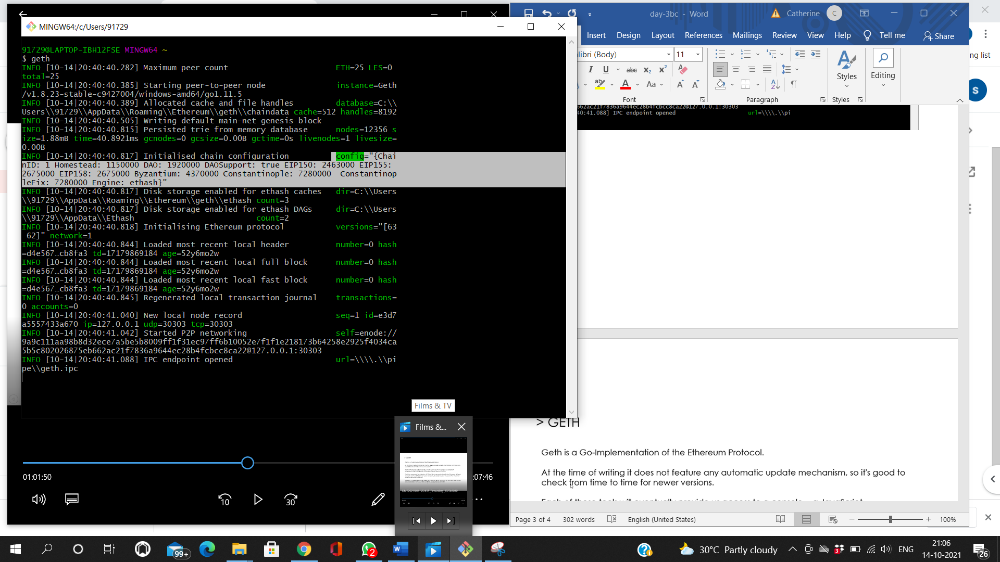 MINGW64:/c/Users/91729
91729@LAPTOP-IBH12FSE MINGW64 ~
$ geth
INFO [10-14|20:40:40.282] Maximum peer count ETH=25 LES=0
total=25
INFO [10-14|20:40:40.385] Starting peer-to-peer node instance=Geth
/v1.8.23-stable-c9427004/windows-amd64/go1.11.5
INFO [10-14|20:40:40.389] Allocated cache and file handles database=C:\\
Users\\91729\\AppData\\Roaming\\Ethereum\\geth\\chaindata cache=512 handles=8192
INFO [10-14|20:40:40.505] Writing default main-net genesis block
INFO [10-14|20:40:40.815] Persisted trie from memory database nodes=12356 s
ize=1.88mB time=40.8921ms gcnodes=0 gcsize=0.00B gctime=0s livenodes=1 livesize=
0.00B
INFO [10-14|20:40:40.817] Initialised chain configuration config="{Chai
nID: 1 Homestead: 1150000 DAO: 1920000 DAOSupport: true EIP150: 2463000 EIP155:
2675000 EIP158: 2675000 Byzantium: 4370000 Constantinople: 7280000  Constantinop
leFix: 7280000 Engine: ethash}"
INFO [10-14|20:40:40.817] Disk storage enabled for ethash caches dir=C:\\Users
\\91729\\AppData\\Roaming\\Ethereum\\geth\\ethash count=3
INFO [10-14|20:40:40.817] Disk storage enabled for ethash DAGs dir=C:\\Users
\\91729\\AppData\\Ethash count=2
INFO [10-14|20:40:40.818] Initialising Ethereum protocol versions="[63
62]" network=1
INFO [10-14|20:40:40.844] Loaded most recent local header number=0 hash
=d4e567…cb8fa3 td=17179869184 age=52y6mo2w
INFO [10-14|20:40:40.844] Loaded most recent local full block number=0 hash
=d4e567…cb8fa3 td=17179869184 age=52y6mo2w
INFO [10-14|20:40:40.844] Loaded most recent local fast block number=0 hash
=d4e567…cb8fa3 td=17179869184 age=52y6mo2w
INFO [10-14|20:40:40.845] Regenerated local transaction journal transactions=
0 accounts=0
INFO [10-14|20:40:41.040] New local node record seq=1 id=e3d7
a5557433a670 ip=127.0.0.1 udp=30303 tcp=30303
INFO [10-14|20:40:41.042] Started P2P networking self=enode://
9a9c111aa98b8d32ece7a5be5b8009ff1f31ec97ff6b10052e7f1f1e218173b64258e2925f4034ca
5b5c802026875eb662ac21f7836a9644ec28b4fcbcc8ca22@127.0.0.1:30303
INFO [10-14|20:40:41.088] IPC endpoint opened url=\\\\.\\pi
pe\\geth.ipc
Films & TV
Films &...
01:01:50
:07:46
10
30
day-3bc - Word
Catherine
C
Insert Design Layout References Mailings Review View Help Tell me Share
libri (Body) 11
Styles
Editing
Font Paragraph Styles
662ac21f7836a9644ec28b4fcbcc8ca22@127.0.0.1:30303
40:41.088] IPC endpoint opened url=\\\\.\\pi
> GETH
Geth is a Go-Implementation of the Ethereum Protocol.
At the time of writing it does not feature any automatic update mechanism, so it's good to
check from time to time for newer versions.
Page 3 of 4 302 words English (United States) 100%
ng list
S
99+
2
30°C Partly cloudy
3
ENG
21:06
14-10-2021
26